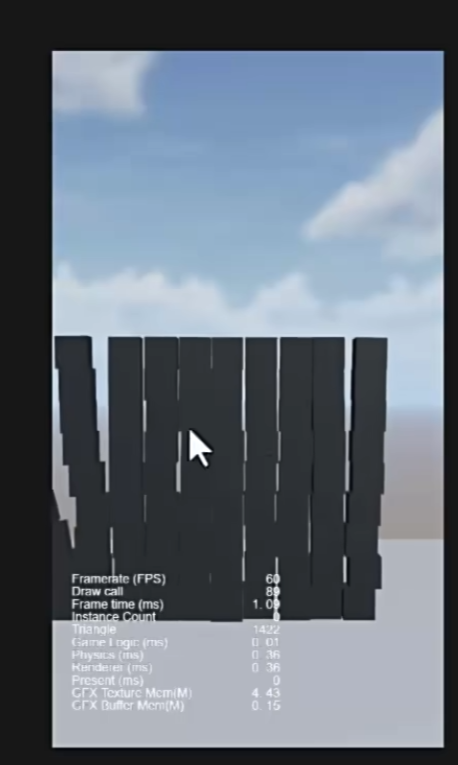 Framerate (FPS) 60
Draw call 89
Frame time (ms) 1. 09
Instance Count 0
Triangle 1422
Game Logic (ms) 0. 01
Physics (ms) 0. 36
Renderer (ms) 0. 36
Present (ms) 0
GFX Texture Mem(M) 4. 43
GFX Buffer Mem(M) 0. 15